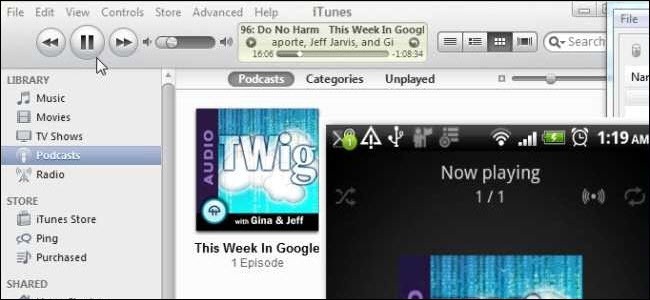 File Edit View Controls Store Advanced Help
iTunes
File
96: Do No Harm This Week In Googl
aporte, Jeff Jarvis, and Gi
16:06 -1:08:34
Search
LIBRARY
Music
Movies
TV Shows
Podcasts
Radio
STORE
iTunes Store
Ping
Purchased
SHARED
Podcasts Categories Unplayed
Nar
AUDIO
TWiG
with Gina & Jeff
This Week In Google
1 Episode
1:19 AM
Now playing
1 / 1